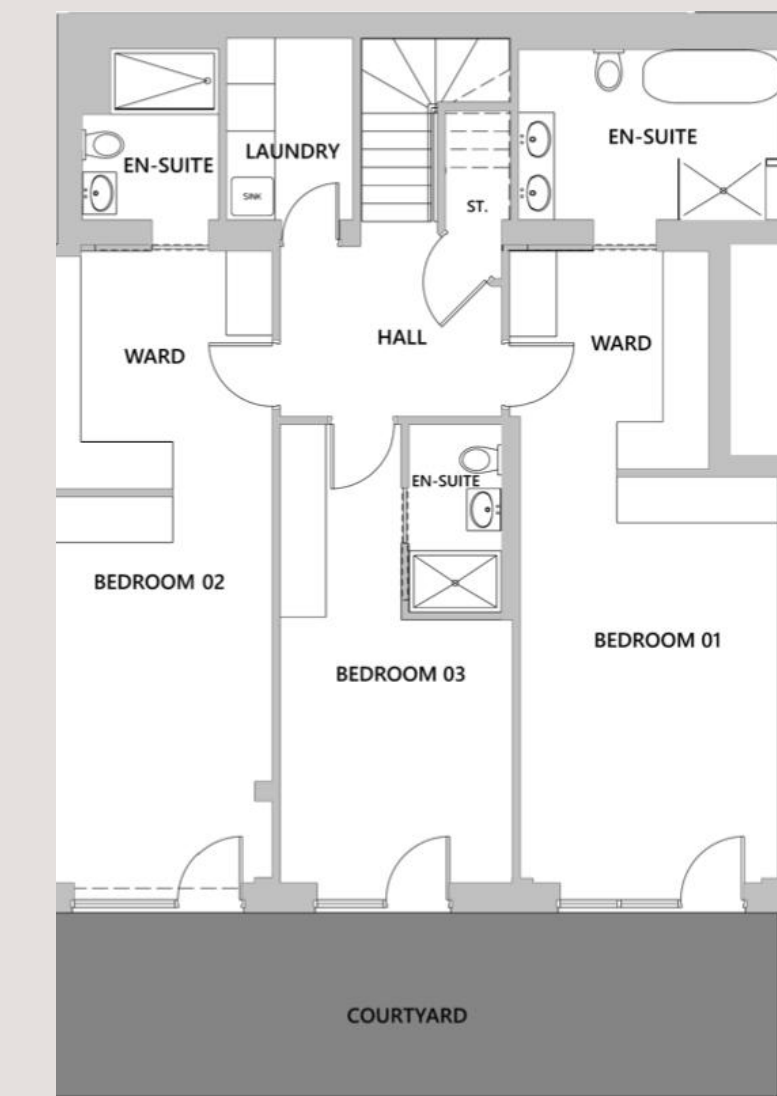 EN-SUITE
LAUNDRY
SINK
ST.
EN-SUITE
WARD
HALL
WARD
EN-SUITE
BEDROOM 02
BEDROOM 03
BEDROOM 01
COURTYARD